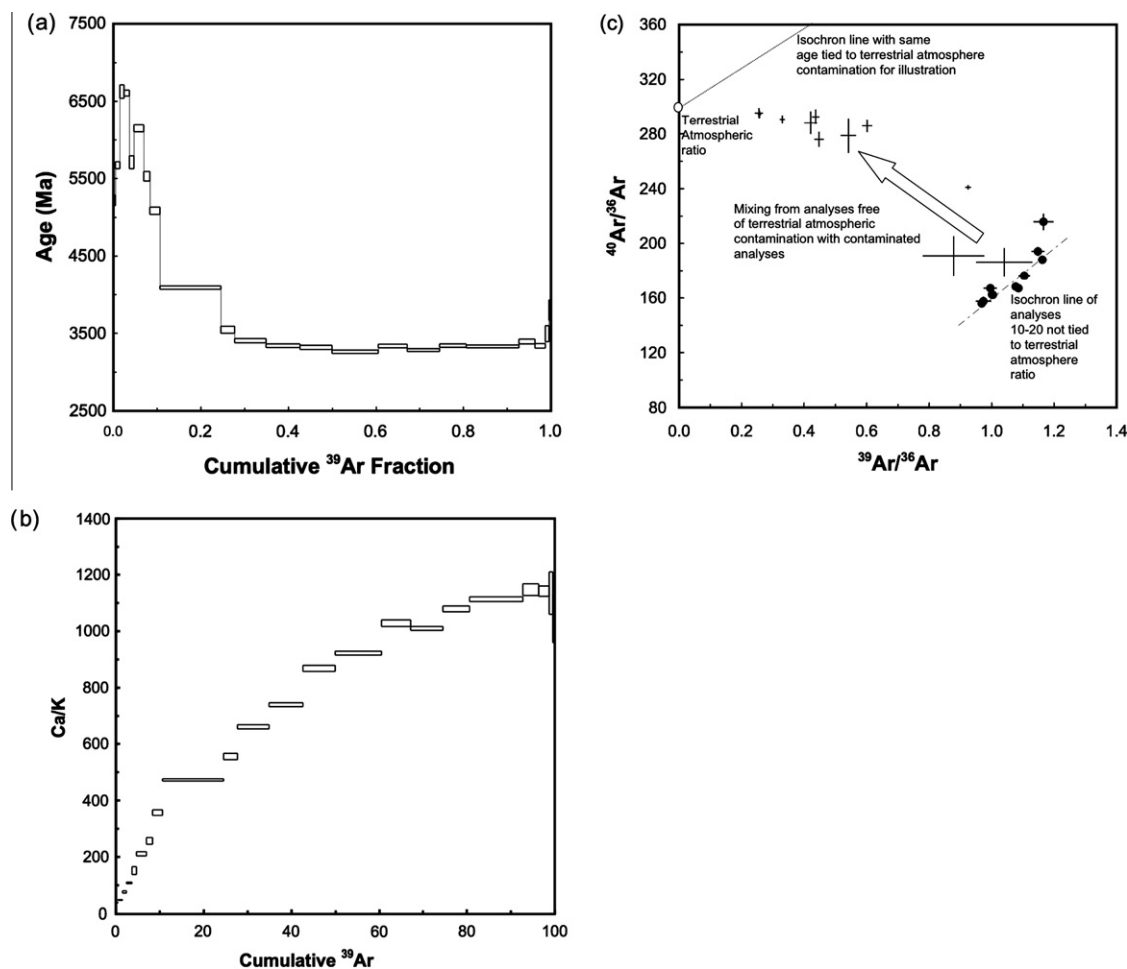 (a)
7500
6500
5500
4500
3500
2500
Age (Ma)
0.0 0.2 0.4 0.6 0.8 1.0
Cumulative ³⁹Ar Fraction
(c)
360
320
280
240
200
160
120
80
⁴⁰Ar/³⁶Ar
Isochron line with same
age tied to terrestrial atmosphere
contamination for illustration
Terrestrial
Atmospheric
ratio
Mixing from analyses free
of terrestrial atmospheric
contamination with contaminated
analyses
Isochron line of
analyses
10-20 not tied
to terrestrial
atmosphere
ratio
0.0 0.2 0.4 0.6 0.8 1.0 1.2 1.4
³⁹Ar/³⁶Ar
(b)
1400
1200
1000
800
600
400
200
0
Ca/K
0 20 40 60 80 100
Cumulative ³⁹Ar